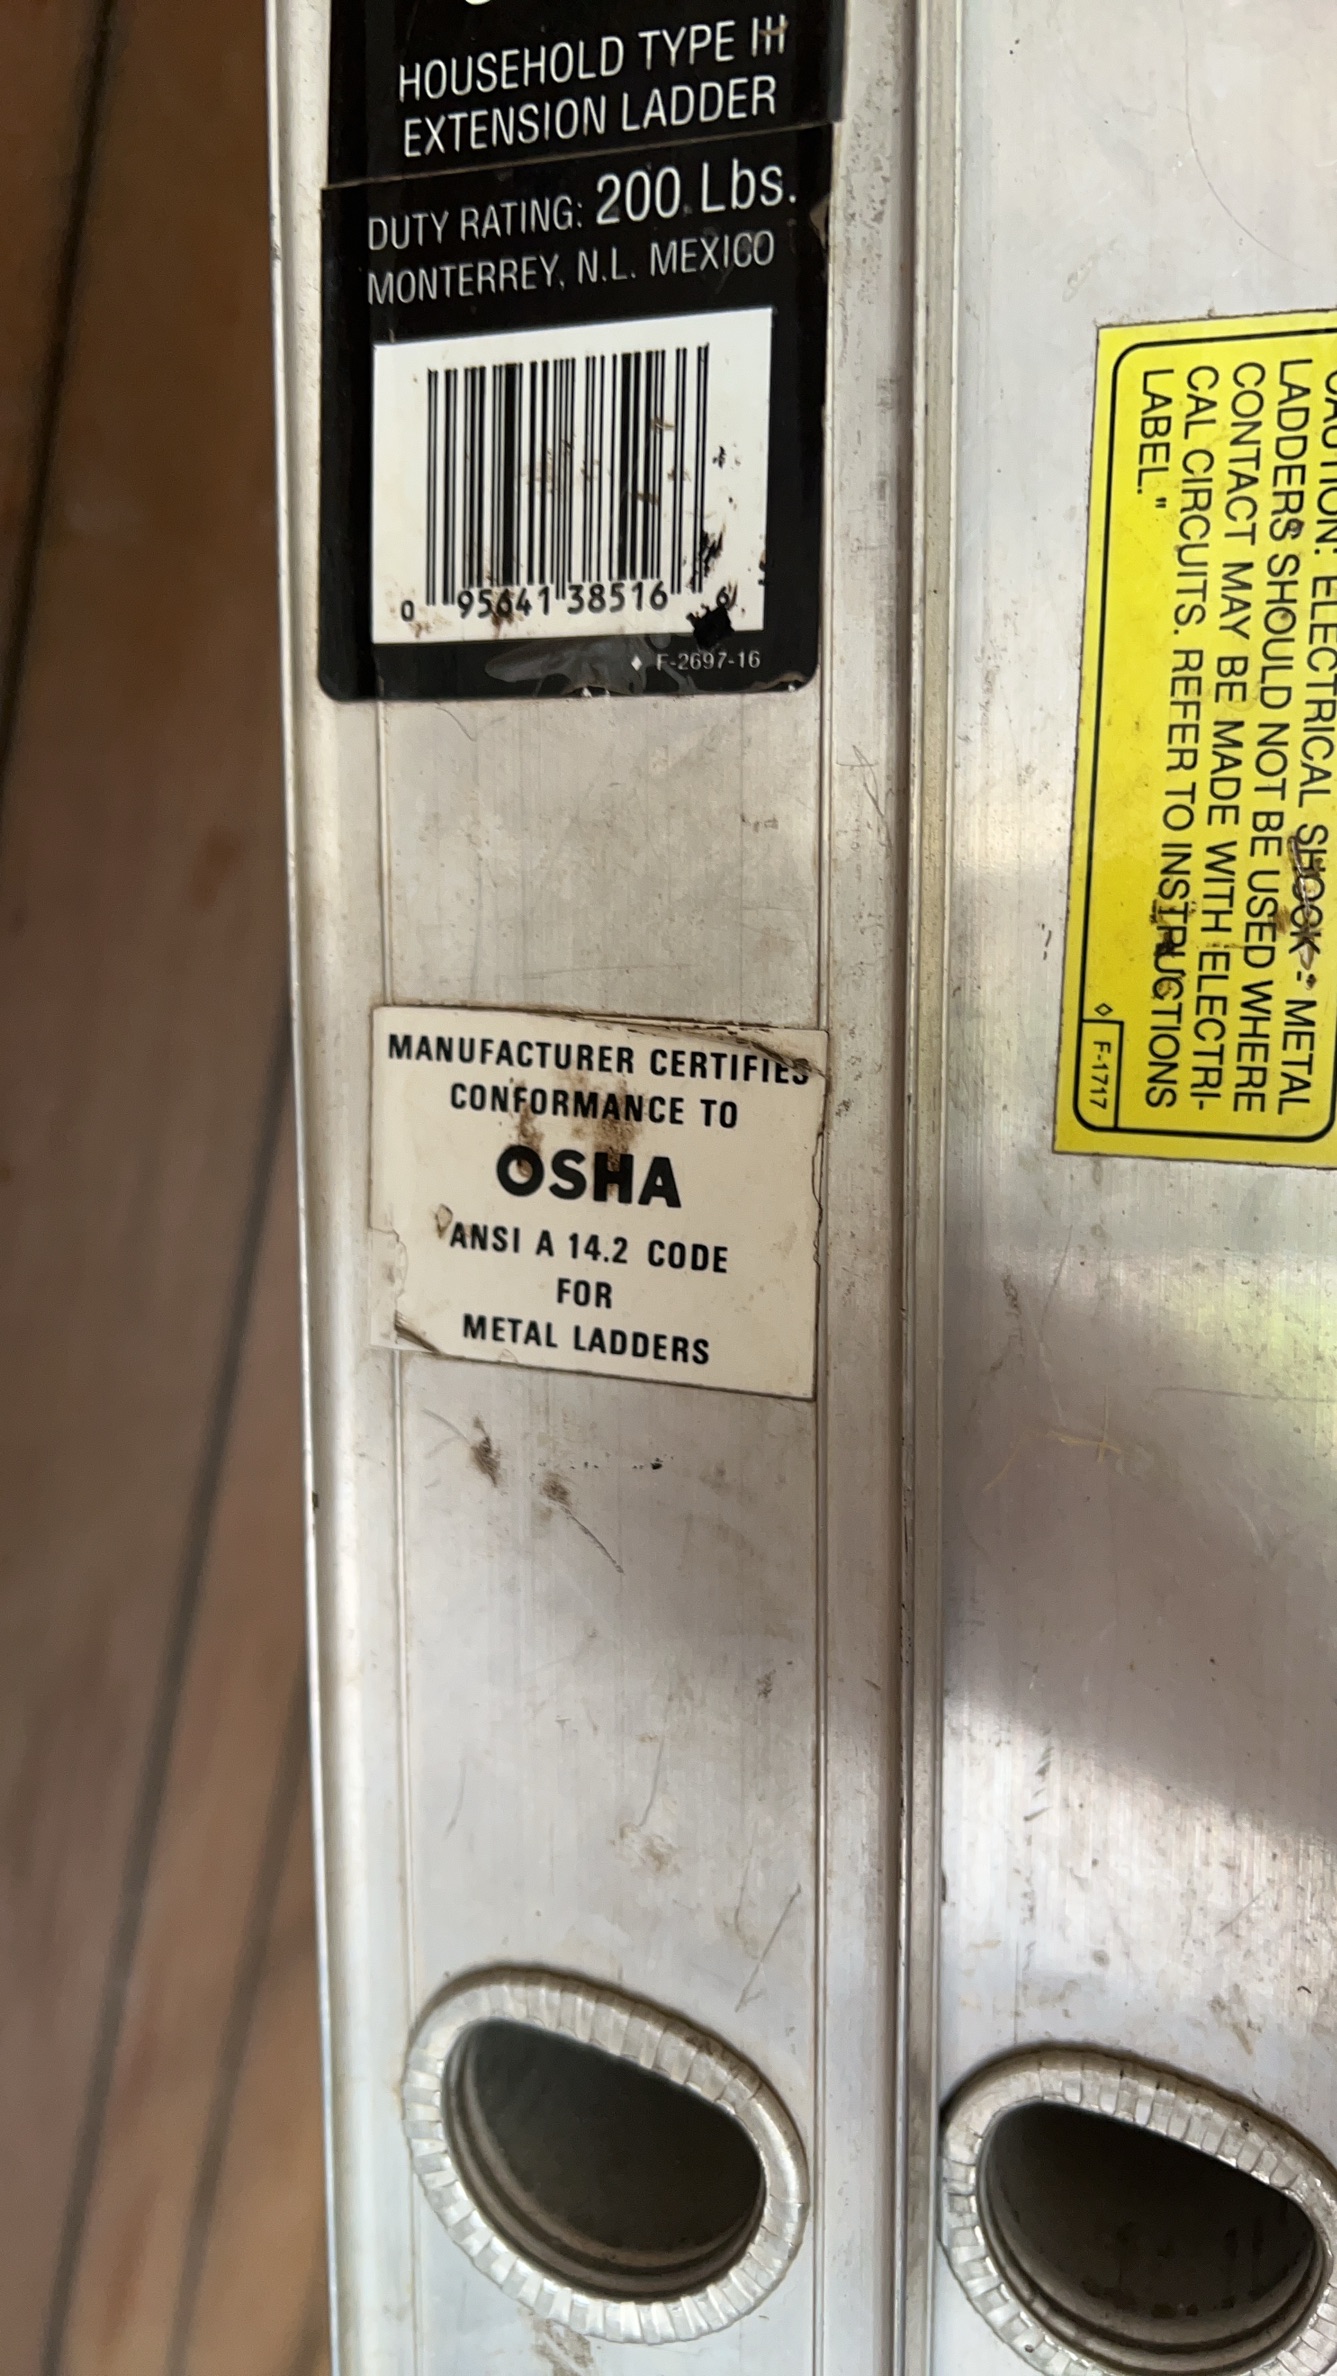 HOUSEHOLD TYPE III
EXTENSION LADDER
DUTY RATING: 200 Lbs.
MONTERREY, N.L. MEXICO
0 95641 38516 6
F-2697-16
MANUFACTURER CERTIFIES
CONFORMANCE TO
OSHA
ANSI A 14.2 CODE
FOR
METAL LADDERS
CAUTION: ELECTRICAL SHOCK - METAL
LADDERS SHOULD NOT BE USED WHERE
CONTACT MAY BE MADE WITH ELECTRI-
CAL CIRCUITS. REFER TO INSTRUCTIONS
LABEL."
F-1717